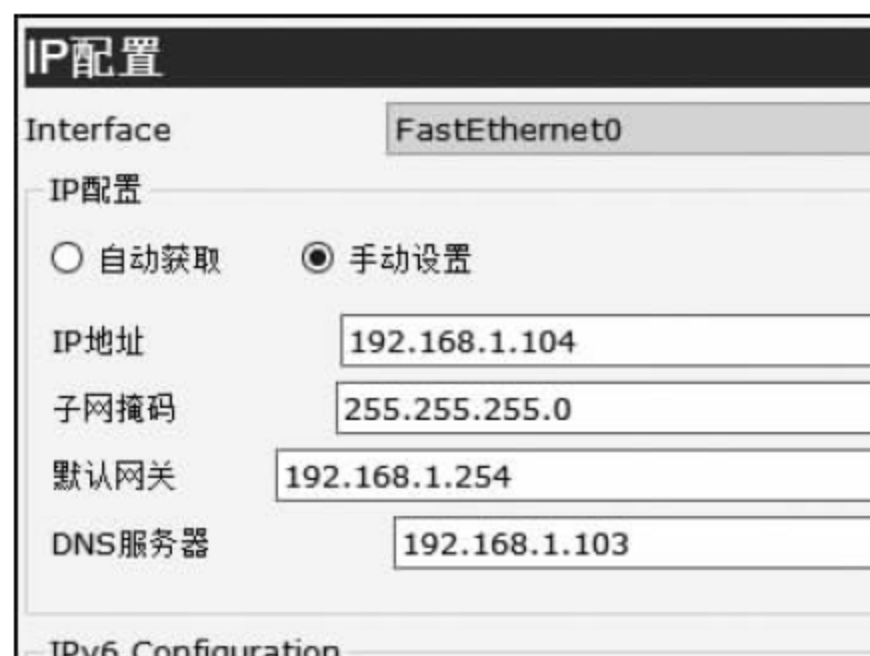 IP配置
Interface FastEthernet0
IP配置
自动获取 手动设置
IP地址 192.168.1.104
子网掩码 255.255.255.0
默认网关 192.168.1.254
DNS服务器 192.168.1.103
IPv6 Configuration